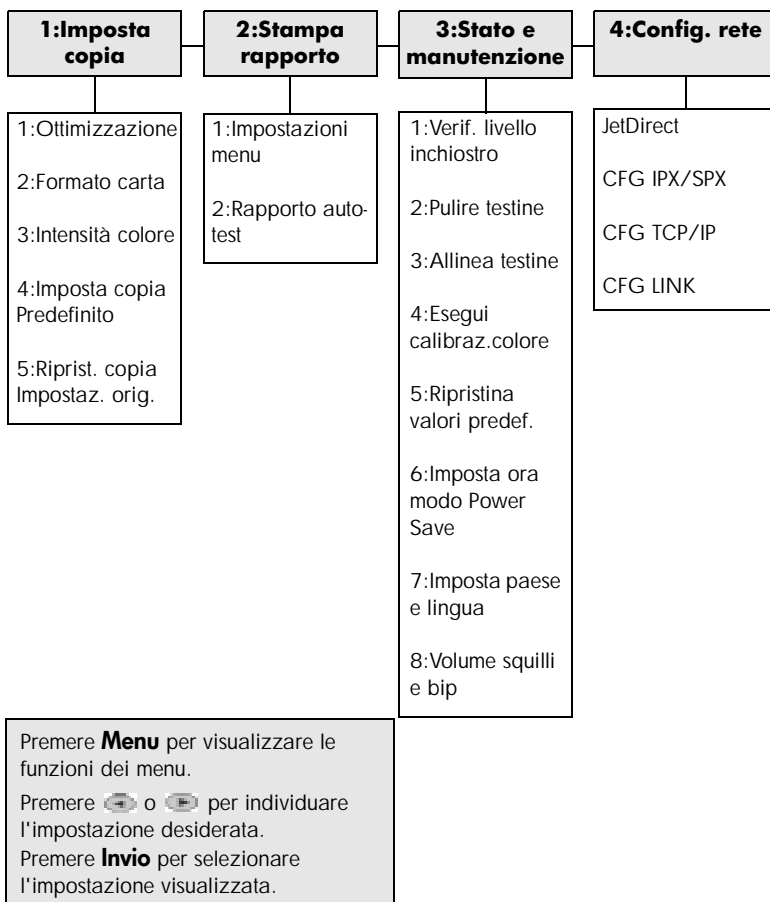 1:Imposta
copia
2:Stampa
rapporto
3:Stato e
manutenzione
4:Config. rete
1:Ottimizzazione
2:Formato carta
3:Intensità colore
4:Imposta copia
Predefinito
5:Riprist. copia
Impostaz. orig.
1:Impostazioni
menu
2:Rapporto auto-
test
1:Verif. livello
inchiostro
2:Pulire testine
3:Allinea testine
4:Esegui
calibraz.colore
5:Ripristina
valori predef.
6:Imposta ora
modo Power
Save
7:Imposta paese
e lingua
8:Volume squilli
e bip
JetDirect
CFG IPX/SPX
CFG TCP/IP
CFG LINK
Premere Menu per visualizzare le
funzioni dei menu.
Premere o per individuare
l'impostazione desiderata.
Premere Invio per selezionare
l'impostazione visualizzata.